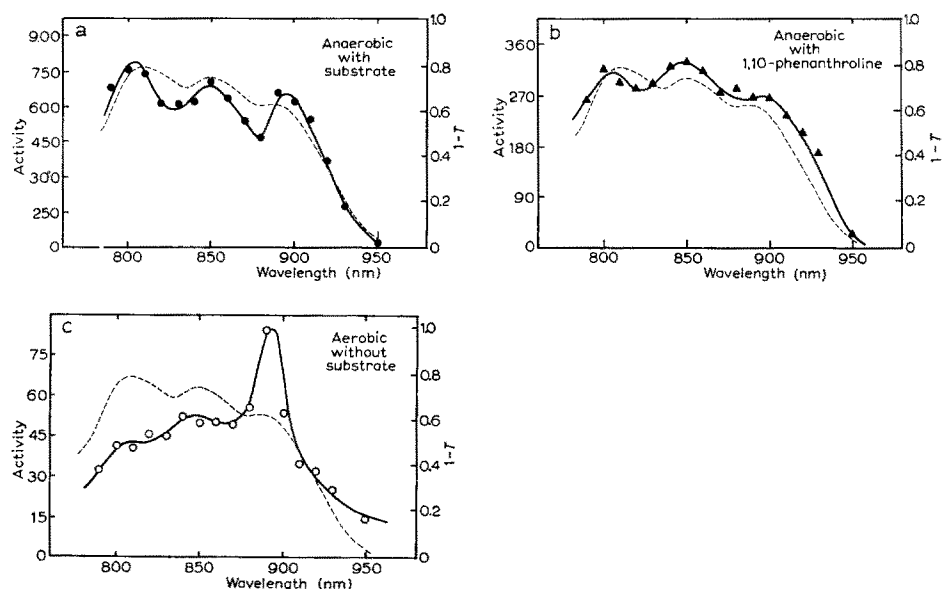 a
Anaerobic
with
substrate
900
750
600
450
300
250
0
Activity
1.0
0.8
0.6
0.4
0.2
0
1-T
800 850 900 950
Wavelength (nm)
b
Anaerobic
with
1,10-phenanthroline
360
270
180
90
0
Activity
1.0
0.8
0.6
0.4
0.2
0
1-T
800 850 900 950
Wavelength (nm)
c
Aerobic
without
substrate
75
60
45
30
15
0
Activity
1.0
0.8
0.6
0.4
0.2
0
1-T
800 850 900 950
Wavelength (nm)